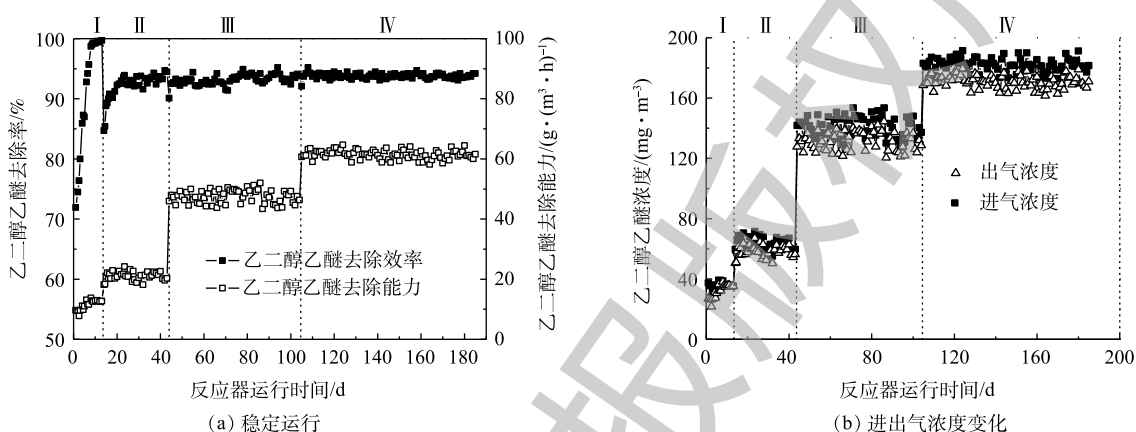 Ⅰ Ⅱ Ⅲ Ⅳ
100 90 80 70 60 50
乙二醇乙醚去除率/%
100 80 60 40 20 0
乙二醇乙醚去除能力/(g·(m³·h)⁻¹)
乙二醇乙醚去除效率
乙二醇乙醚去除能力
0 20 40 60 80 100 120 140 160 180
反应器运行时间/d
(a) 稳定运行
Ⅰ Ⅱ Ⅲ Ⅳ
200 160 120 80 40 0
乙二醇乙醚浓度/(mg·m⁻³)
出气浓度
进气浓度
0 40 80 120 160 200
反应器运行时间/d
(b) 进出气浓度变化
报版权